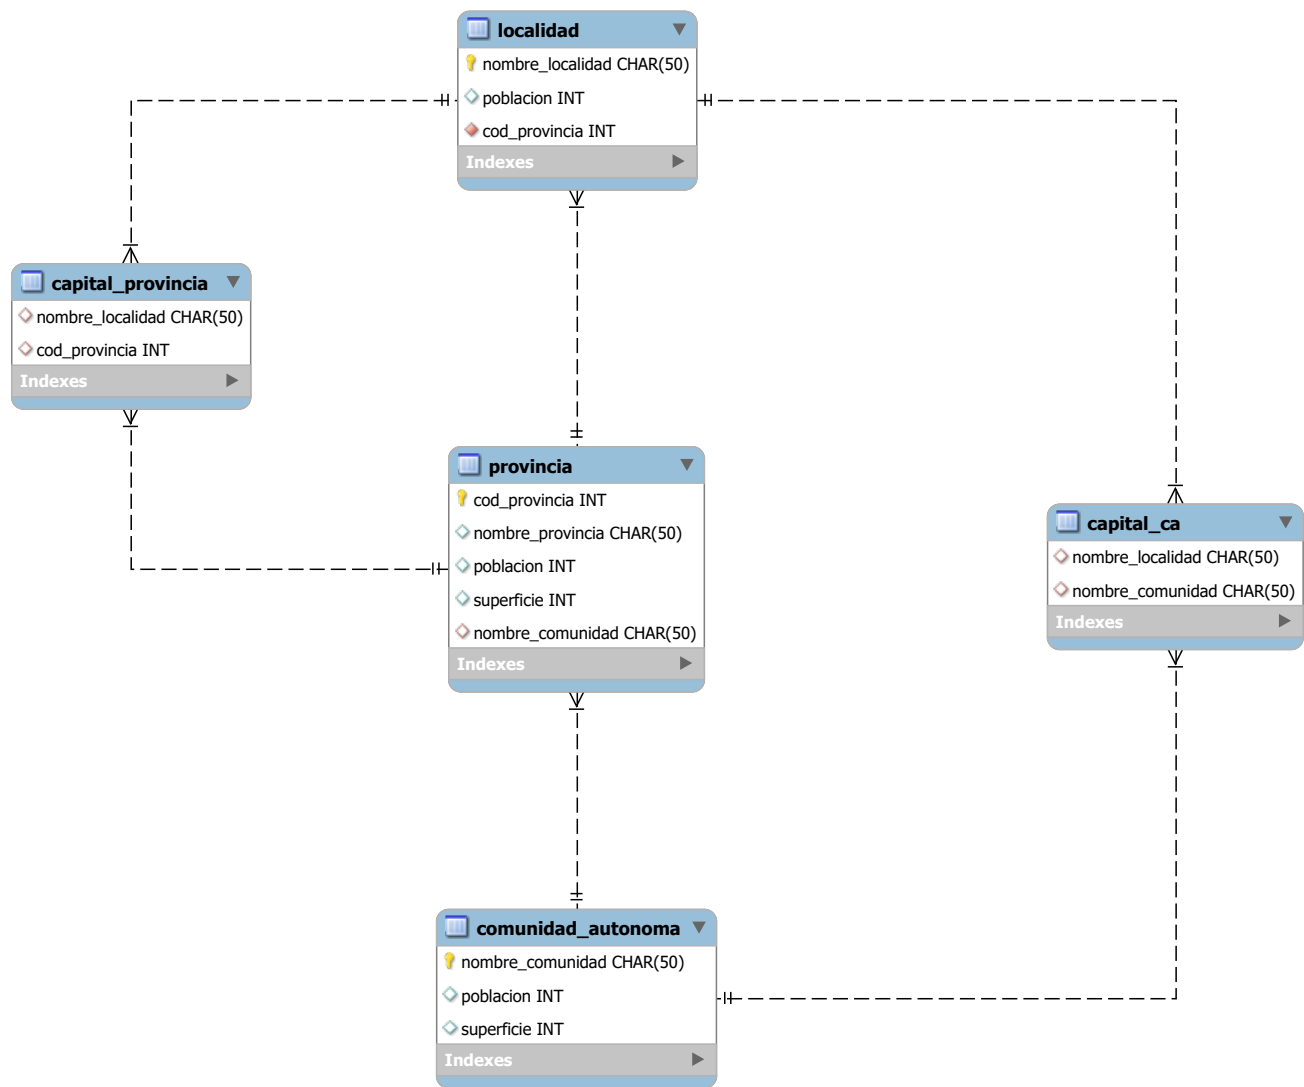 localidad
nombre_localidad CHAR(50)
poblacion INT
cod_provincia INT
Indexes
capital_provincia
nombre_localidad CHAR(50)
cod_provincia INT
Indexes
provincia
cod_provincia INT
nombre_provincia CHAR(50)
poblacion INT
superficie INT
nombre_comunidad CHAR(50)
Indexes
capital_ca
nombre_localidad CHAR(50)
nombre_comunidad CHAR(50)
Indexes
comunidad_autonoma
nombre_comunidad CHAR(50)
poblacion INT
superficie INT
Indexes